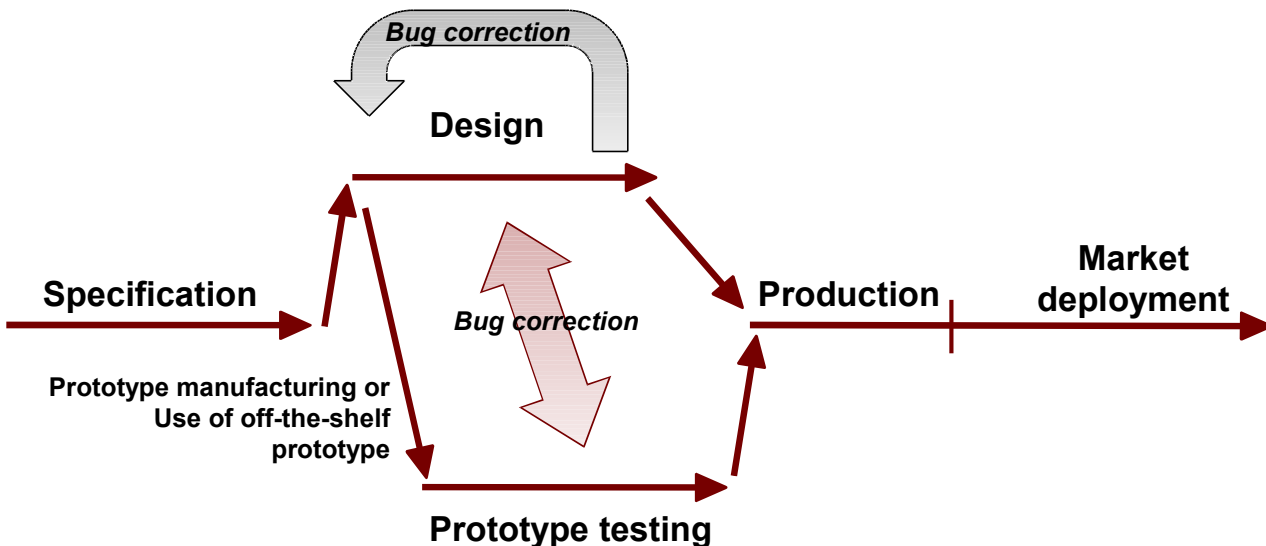 Bug correction
Design
Specification
Bug correction
Production
Market
deployment
Prototype manufacturing or
Use of off-the-shelf
prototype
Prototype testing